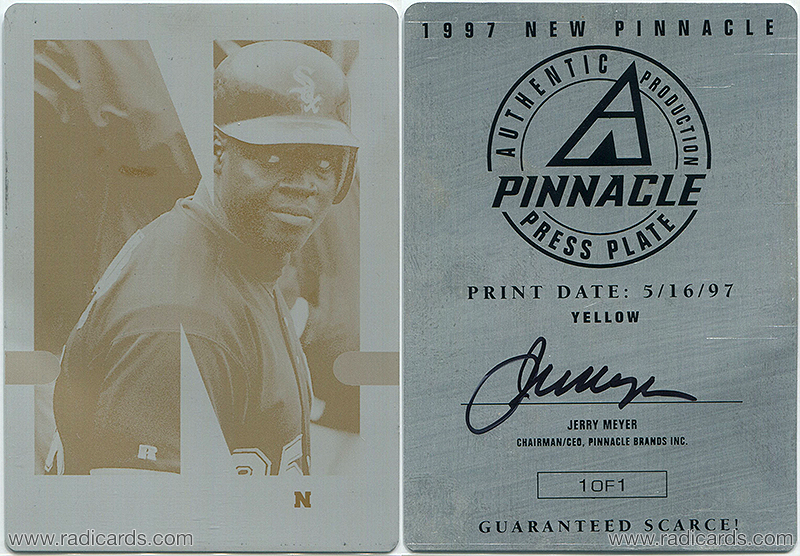 Sox
R
N
www.radicards.com
1997 NEW PINNACLE
AUTHENTIC PRODUCTION
PINNACLE
PRESS PLATE
PRINT DATE: 5/16/97
YELLOW
JERRY MEYER
CHAIRMAN/CEO, PINNACLE BRANDS INC.
1 OF 1
GUARANTEED SCARCE!
www.radicards.com